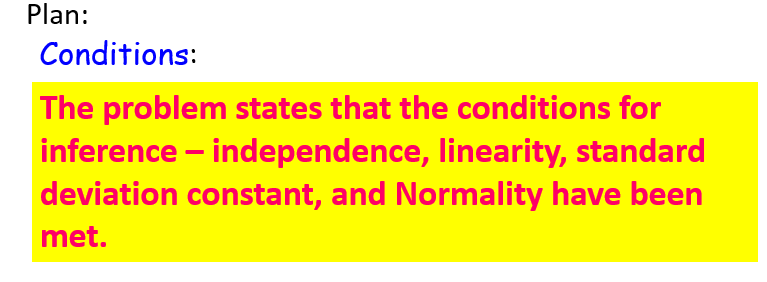 Plan:
Conditions:
The problem states that the conditions for
inference – independence, linearity, standard
deviation constant, and Normality have been
met.